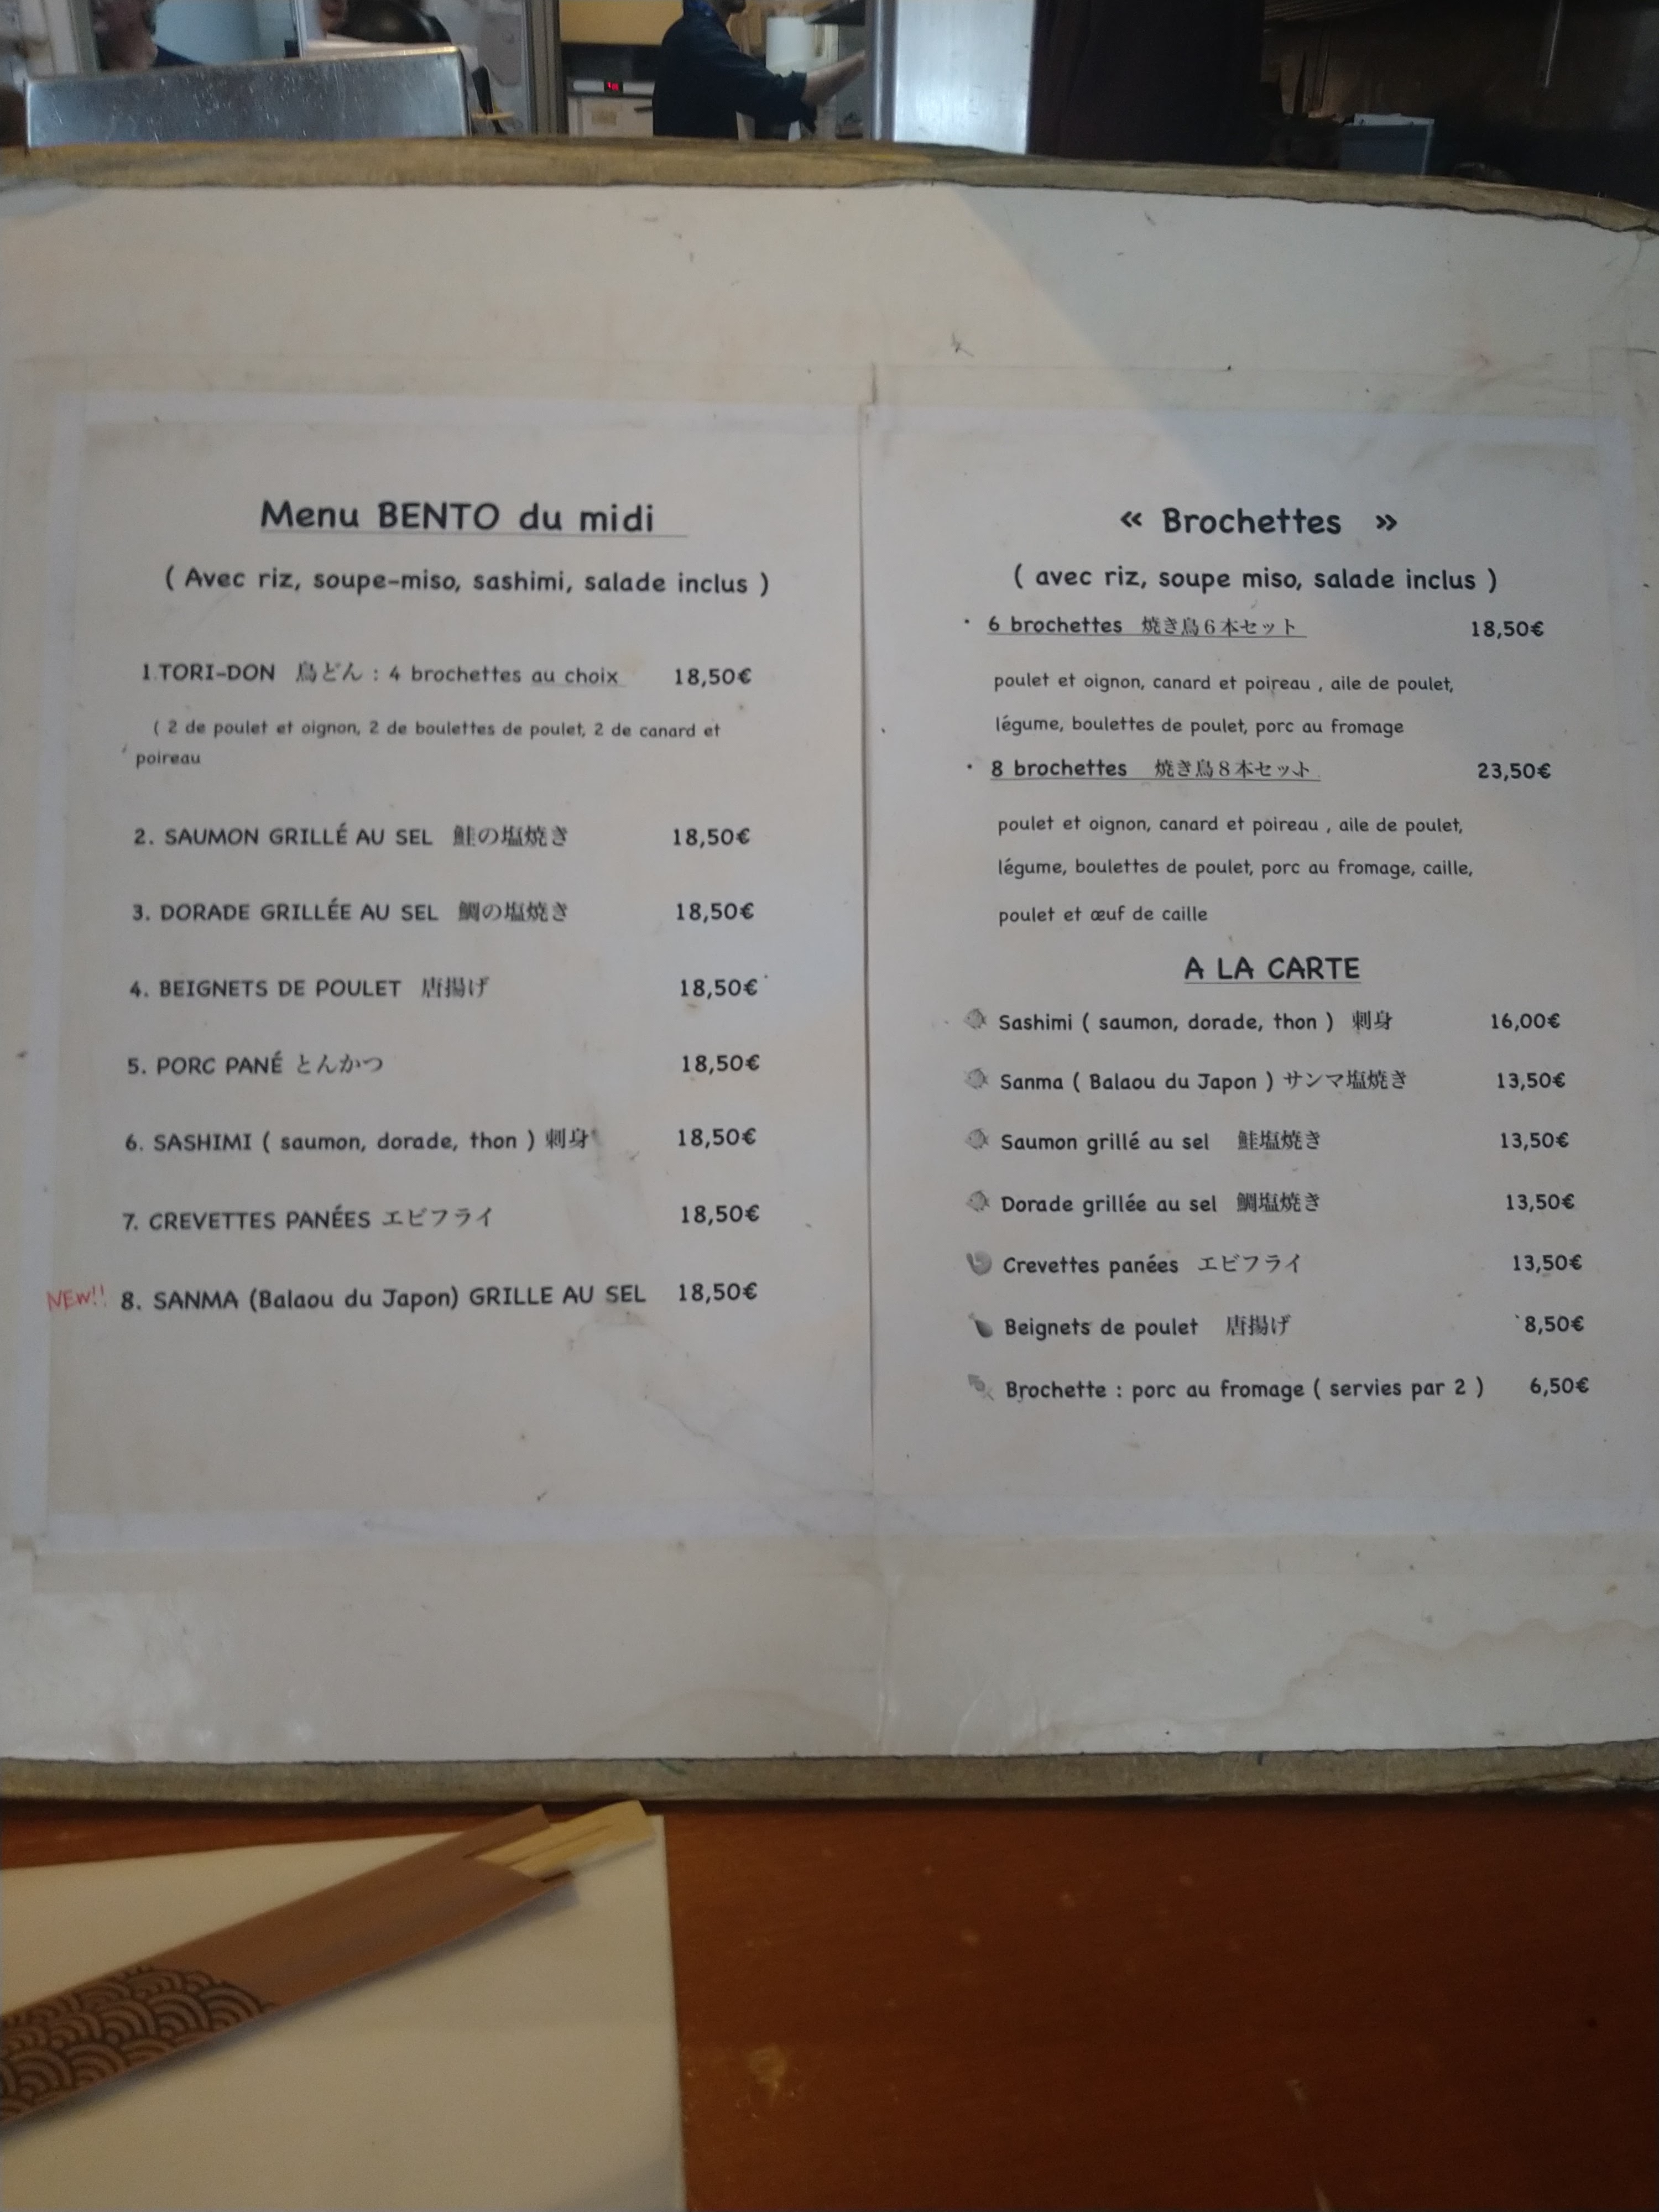 Menu BENTO du midi
( Avec riz, soupe-miso, sashimi, salade inclus )
1.TORI-DON 鳥どん : 4 brochettes au choix 18,50€
( 2 de poulet et oignon, 2 de boulettes de poulet, 2 de canard et
poireau
2. SAUMON GRILLÉ AU SEL 鮭の塩焼き 18,50€
3. DORADE GRILLÉE AU SEL 鯛の塩焼き 18,50€
4. BEIGNETS DE POULET 唐揚げ 18,50€
5. PORC PANÉ とんかつ 18,50€
6. SASHIMI ( saumon, dorade, thon ) 刺身 18,50€
7. CREVETTES PANÉES エビフライ 18,50€
NEW!! 8. SANMA (Balaou du Japon) GRILLE AU SEL 18,50€
« Brochettes »
( avec riz, soupe miso, salade inclus )
• 6 brochettes 焼き鳥6本セット 18,50€
poulet et oignon, canard et poireau , aile de poulet,
légume, boulettes de poulet, porc au fromage
• 8 brochettes 焼き鳥8本セット 23,50€
poulet et oignon, canard et poireau , aile de poulet,
légume, boulettes de poulet, porc au fromage, caille,
poulet et œuf de caille
A LA CARTE
Sashimi ( saumon, dorade, thon ) 刺身 16,00€
Sanma ( Balaou du Japon ) サンマ塩焼き 13,50€
Saumon grillé au sel 鮭塩焼き 13,50€
Dorade grillée au sel 鯛塩焼き 13,50€
Crevettes panées エビフライ 13,50€
Beignets de poulet 唐揚げ 8,50€
Brochette : porc au fromage ( servies par 2 ) 6,50€